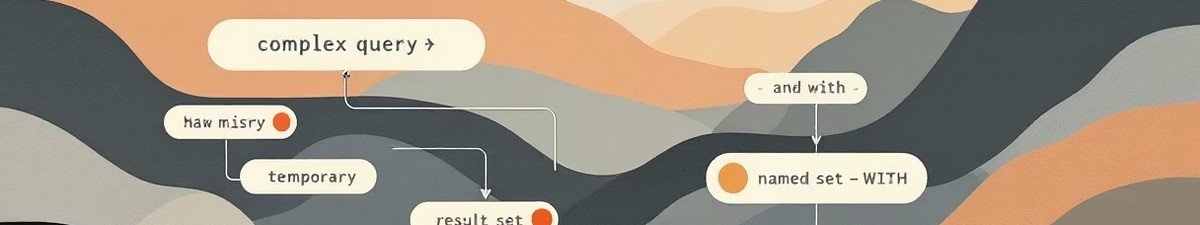 complex query →
Haw misry
temporary
result set
- and with -
named set - WITH